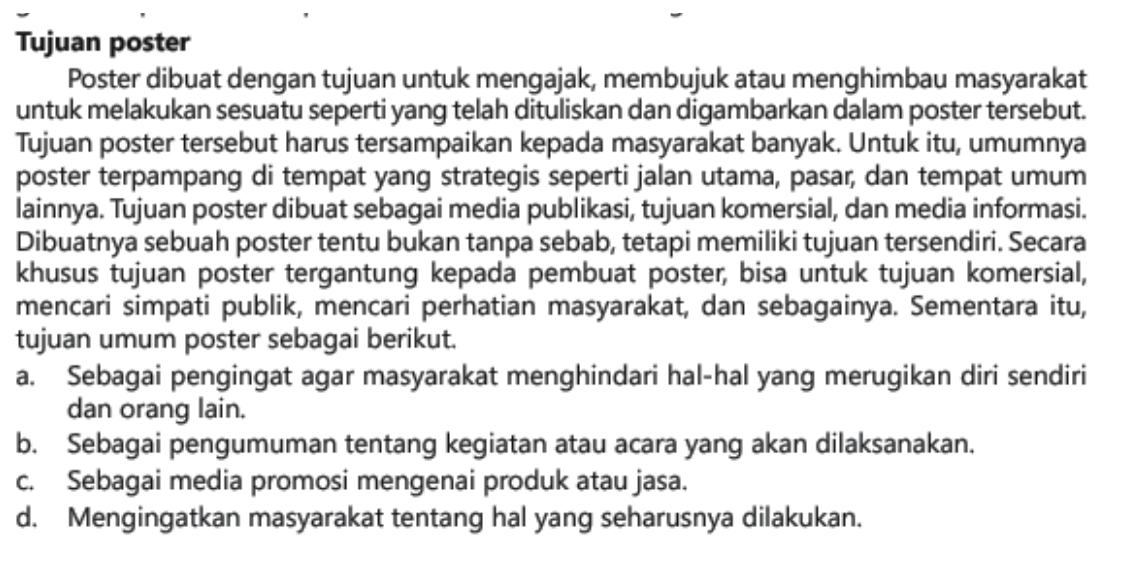 Tujuan poster
Poster dibuat dengan tujuan untuk mengajak, membujuk atau menghimbau masyarakat
untuk melakukan sesuatu seperti yang telah dituliskan dan digambarkan dalam poster tersebut.
Tujuan poster tersebut harus tersampaikan kepada masyarakat banyak. Untuk itu, umumnya
poster terpampang di tempat yang strategis seperti jalan utama, pasar, dan tempat umum
lainnya. Tujuan poster dibuat sebagai media publikasi, tujuan komersial, dan media informasi.
Dibuatnya sebuah poster tentu bukan tanpa sebab, tetapi memiliki tujuan tersendiri. Secara
khusus tujuan poster tergantung kepada pembuat poster, bisa untuk tujuan komersial,
mencari simpati publik, mencari perhatian masyarakat, dan sebagainya. Sementara itu,
tujuan umum poster sebagai berikut.
a. Sebagai pengingat agar masyarakat menghindari hal-hal yang merugikan diri sendiri
dan orang lain.
b. Sebagai pengumuman tentang kegiatan atau acara yang akan dilaksanakan.
c. Sebagai media promosi mengenai produk atau jasa.
d. Mengingatkan masyarakat tentang hal yang seharusnya dilakukan.